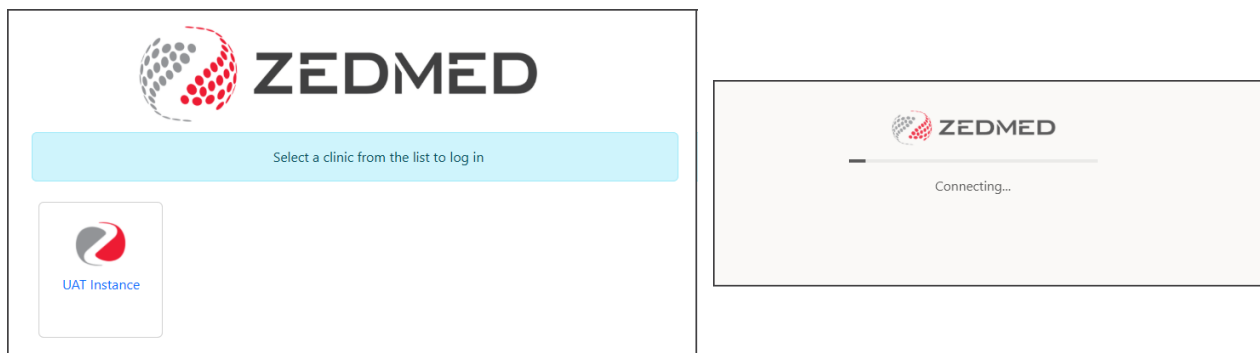 ZEDMED
Select a clinic from the list to log in
UAT Instance
ZEDMED
Connecting...